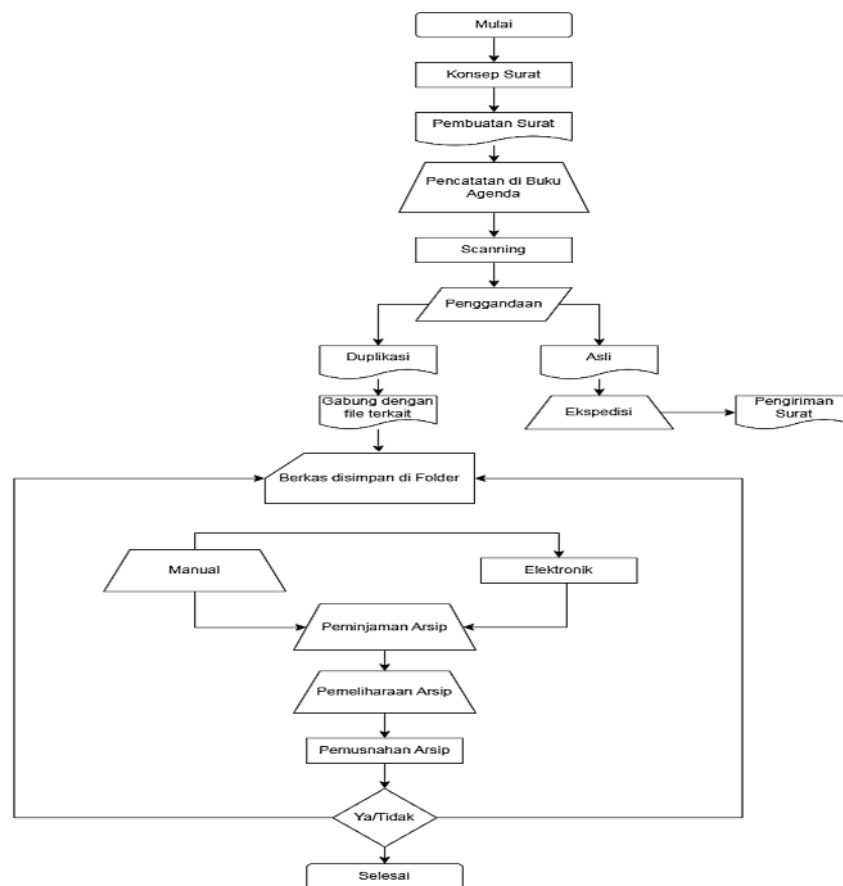 Mulai
Konsep Surat
Pembuatan Surat
Pencatatan di Buku
Agenda
Scanning
Penggandaan
Duplikasi
Asli
Gabung dengan
file terkait
Ekspedisi
Pengiriman
Surat
Berkas disimpan di Folder
Manual
Elektronik
Peminjaman Arsip
Pemeliharaan Arsip
Pemusnahan Arsip
Ya/Tidak
Selesai